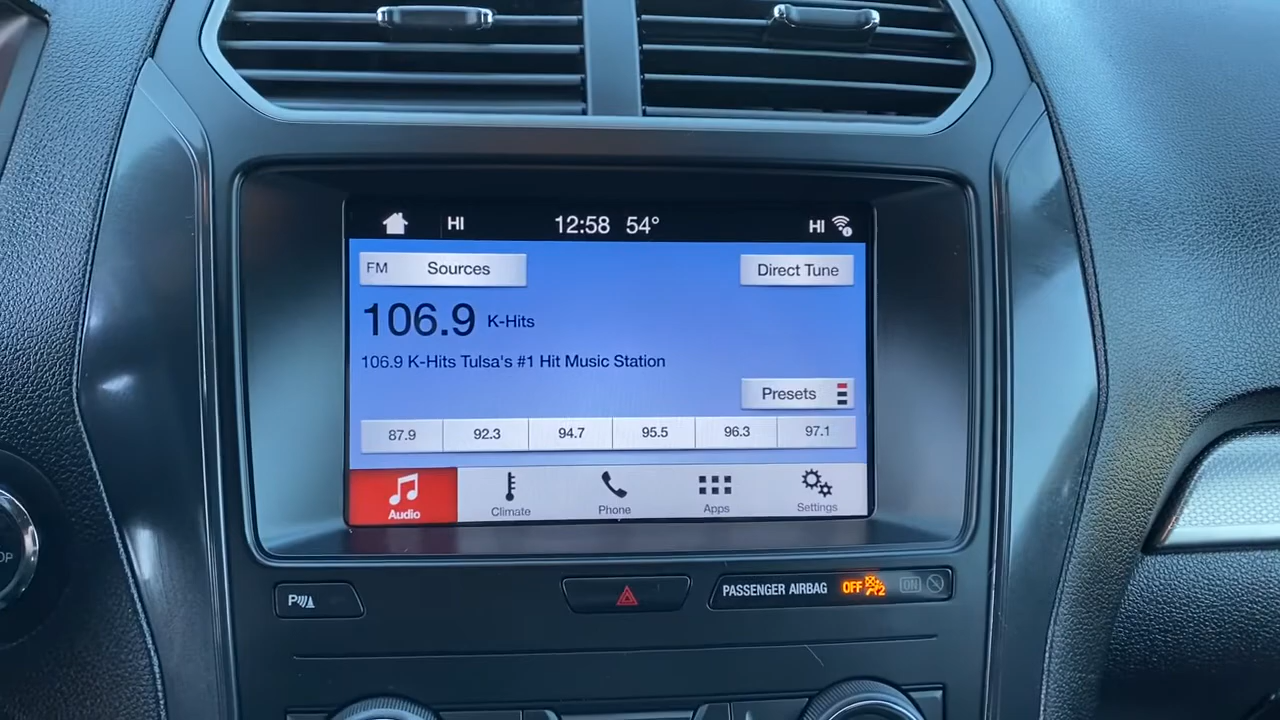 HI 12:58 54° HI
FM Sources
Direct Tune
106.9 K-Hits
106.9 K-Hits Tulsa's #1 Hit Music Station
Presets
87.9 92.3 94.7 95.5 96.3 97.1
Audio Climate Phone Apps Settings
P
PASSENGER AIRBAG OFF 2 ON
OP